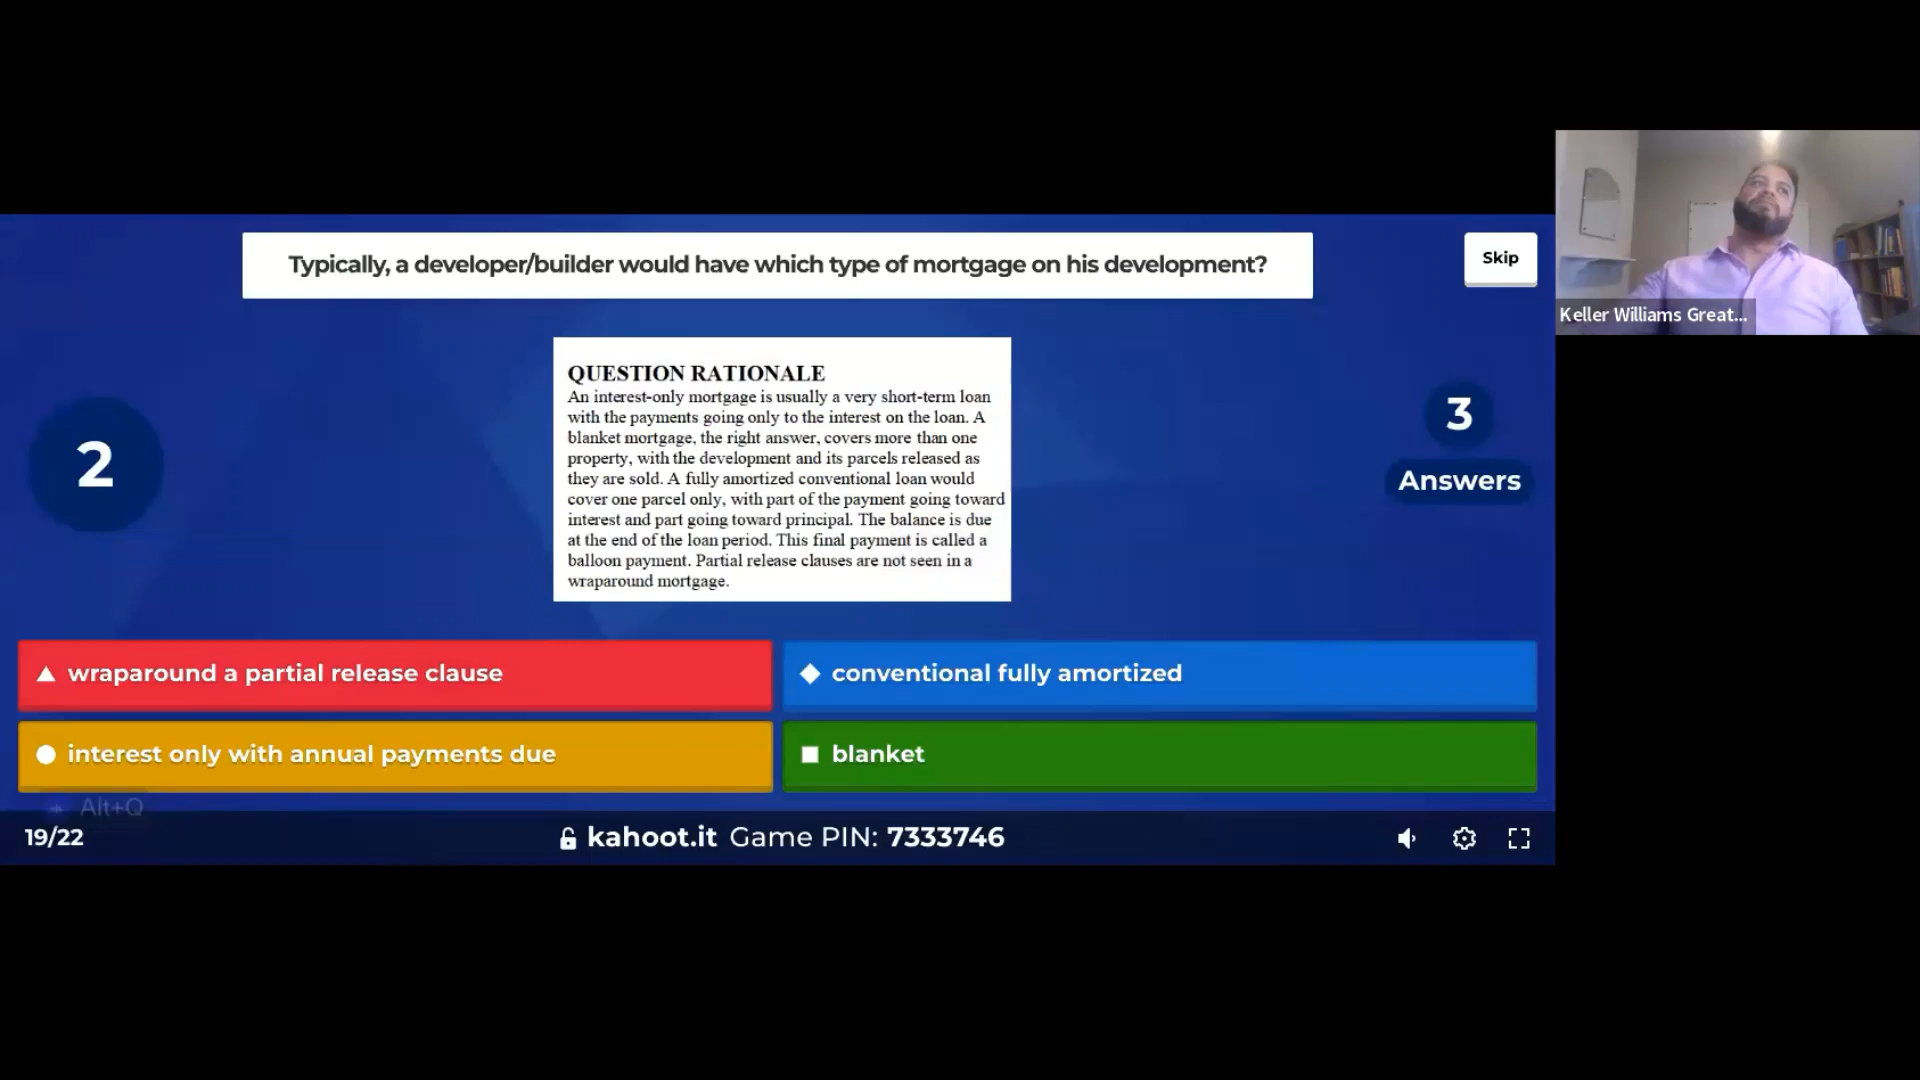 Typically, a developer/builder would have which type of mortgage on his development?
Skip
Keller Williams Great...
QUESTION RATIONALE
An interest-only mortgage is usually a very short-term loan
with the payments going only to the interest on the loan. A
blanket mortgage, the right answer, covers more than one
property, with the development and its parcels released as
they are sold. A fully amortized conventional loan would
cover one parcel only, with part of the payment going toward
interest and part going toward principal. The balance is due
at the end of the loan period. This final payment is called a
balloon payment. Partial release clauses are not seen in a
wraparound mortgage.
2
3
Answers
wraparound a partial release clause
conventional fully amortized
interest only with annual payments due
blanket
Alt+Q
19/22
kahoot.it Game PIN: 7333746